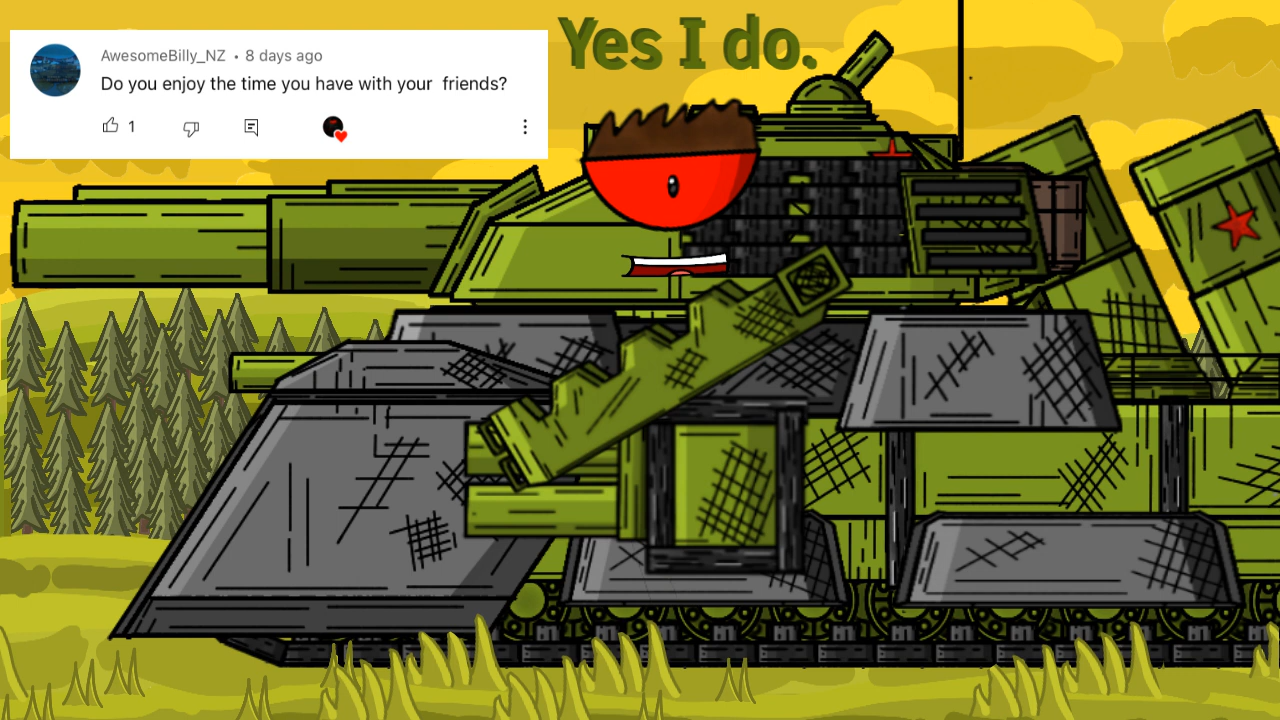 AwesomeBilly_NZ • 8 days ago
Do you enjoy the time you have with your  friends?
1
Yes I do.